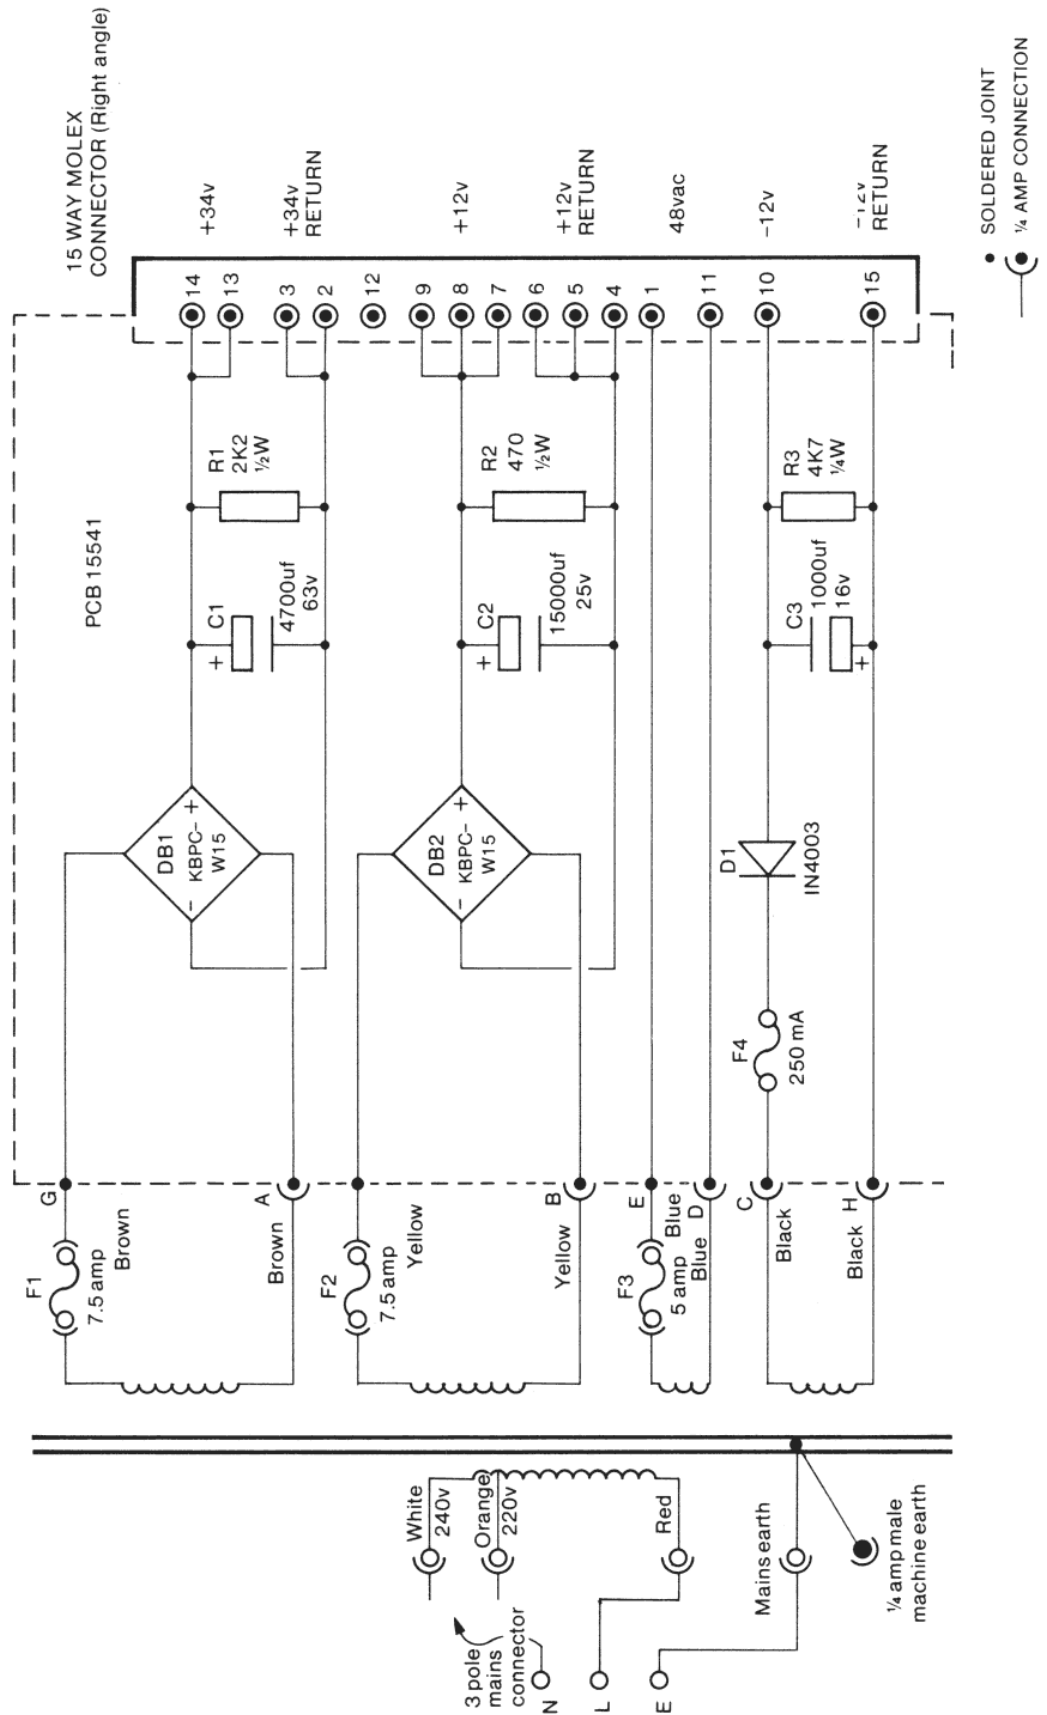 15 WAY MOLEX
CONNECTOR (Right angle)
PCB 15541
+34v
+34v
RETURN
+12v
+12v
RETURN
48vac
−12v
−12v
RETURN
14
13
3
2
12
9
8
7
6
5
4
1
11
10
15
R1
2K2
½W
R2
470
½W
R3
4K7
¼W
C1
+
4700uf
63v
C2
+
15000uf
25v
C3
1000uf
16v
+
DB1
KBPC-
W15
+
−
DB2
KBPC-
W15
+
−
D1
IN4003
F4
250 mA
G
A
B
E
D
C
H
F1
7.5 amp
Brown
Brown
F2
7.5 amp
Yellow
Yellow
F3
5 amp
Blue
Blue
Black
Black
White
240v
Orange
220v
Red
Mains earth
¼ amp male
machine earth
3 pole
mains
connector
N
L
E
SOLDERED JOINT
¼ AMP CONNECTION